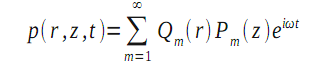 p(r,z,t)=∑_{m=1}^{∞} Q_m(r)P_m(z)e^{iωt}